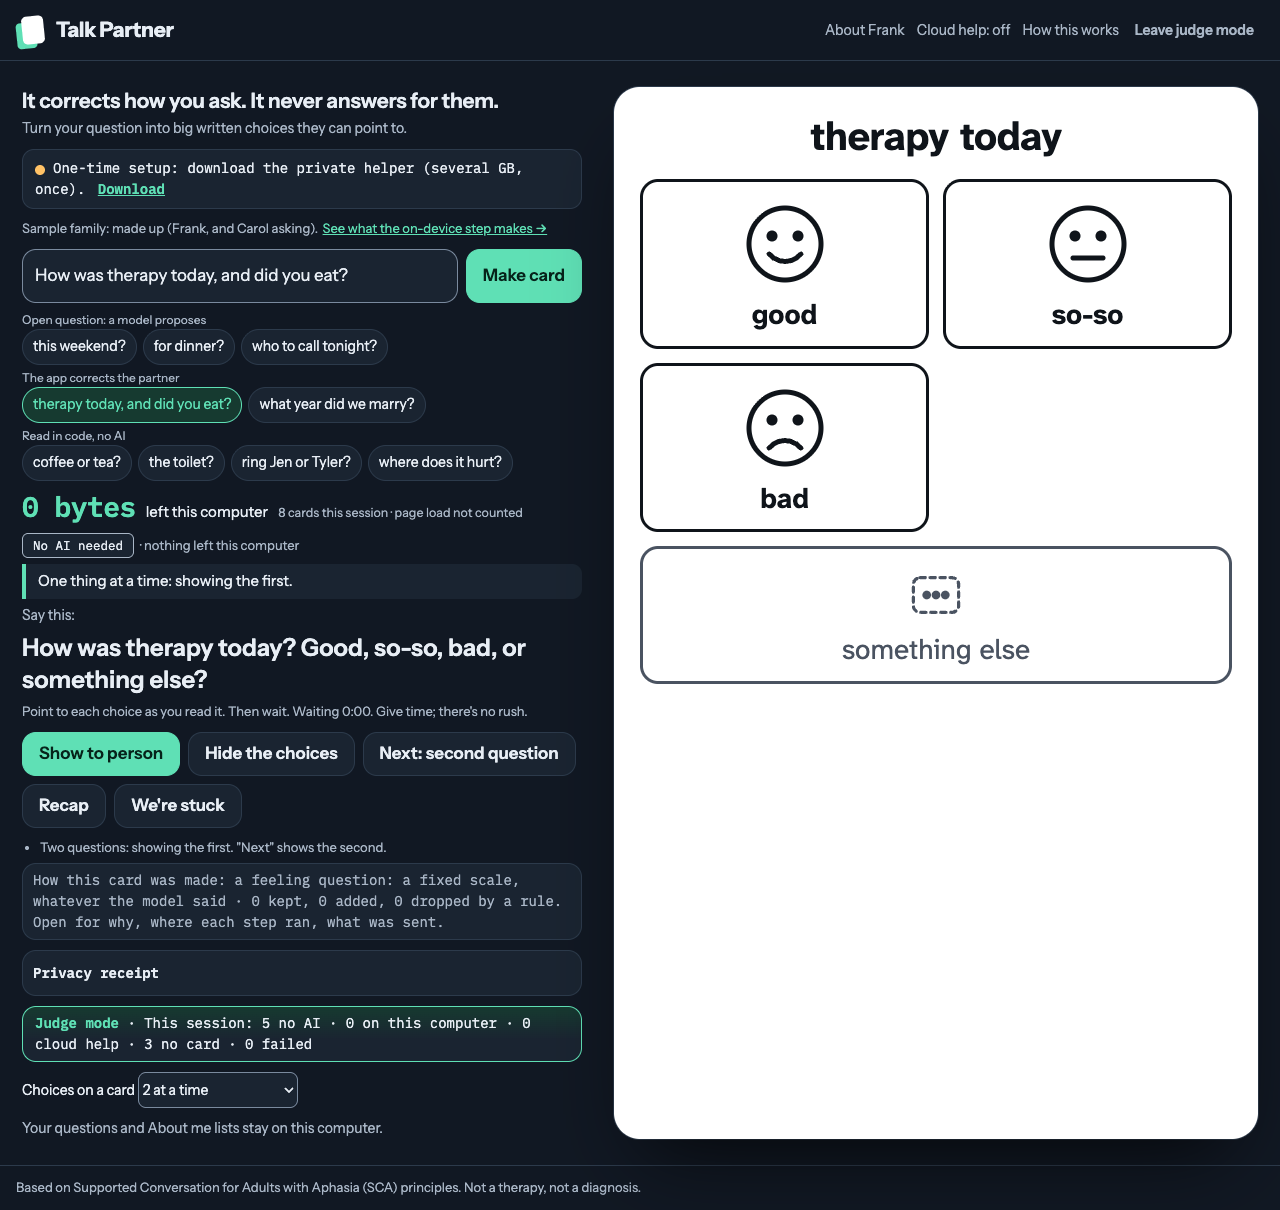 Talk Partner
About Frank
Cloud help: off
How this works
Leave judge mode
It corrects how you ask. It never answers for them.
Turn your question into big written choices they can point to.
One-time setup: download the private helper (several GB,
once). Download
Sample family: made up (Frank, and Carol asking). See what the on-device step makes →
How was therapy today, and did you eat?
Make card
Open question: a model proposes
this weekend?
for dinner?
who to call tonight?
The app corrects the partner
therapy today, and did you eat?
what year did we marry?
Read in code, no AI
coffee or tea?
the toilet?
ring Jen or Tyler?
where does it hurt?
0 bytes left this computer 8 cards this session · page load not counted
No AI needed · nothing left this computer
One thing at a time: showing the first.
Say this:
How was therapy today? Good, so-so, bad, or
something else?
Point to each choice as you read it. Then wait. Waiting 0:00. Give time; there's no rush.
Show to person
Hide the choices
Next: second question
Recap
We're stuck
• Two questions: showing the first. "Next" shows the second.
How this card was made: a feeling question: a fixed scale,
whatever the model said · 0 kept, 0 added, 0 dropped by a rule.
Open for why, where each step ran, what was sent.
Privacy receipt
Judge mode · This session: 5 no AI · 0 on this computer · 0
cloud help · 3 no card · 0 failed
Choices on a card 2 at a time
Your questions and About me lists stay on this computer.
therapy today
good
so-so
bad
something else
Based on Supported Conversation for Adults with Aphasia (SCA) principles. Not a therapy, not a diagnosis.